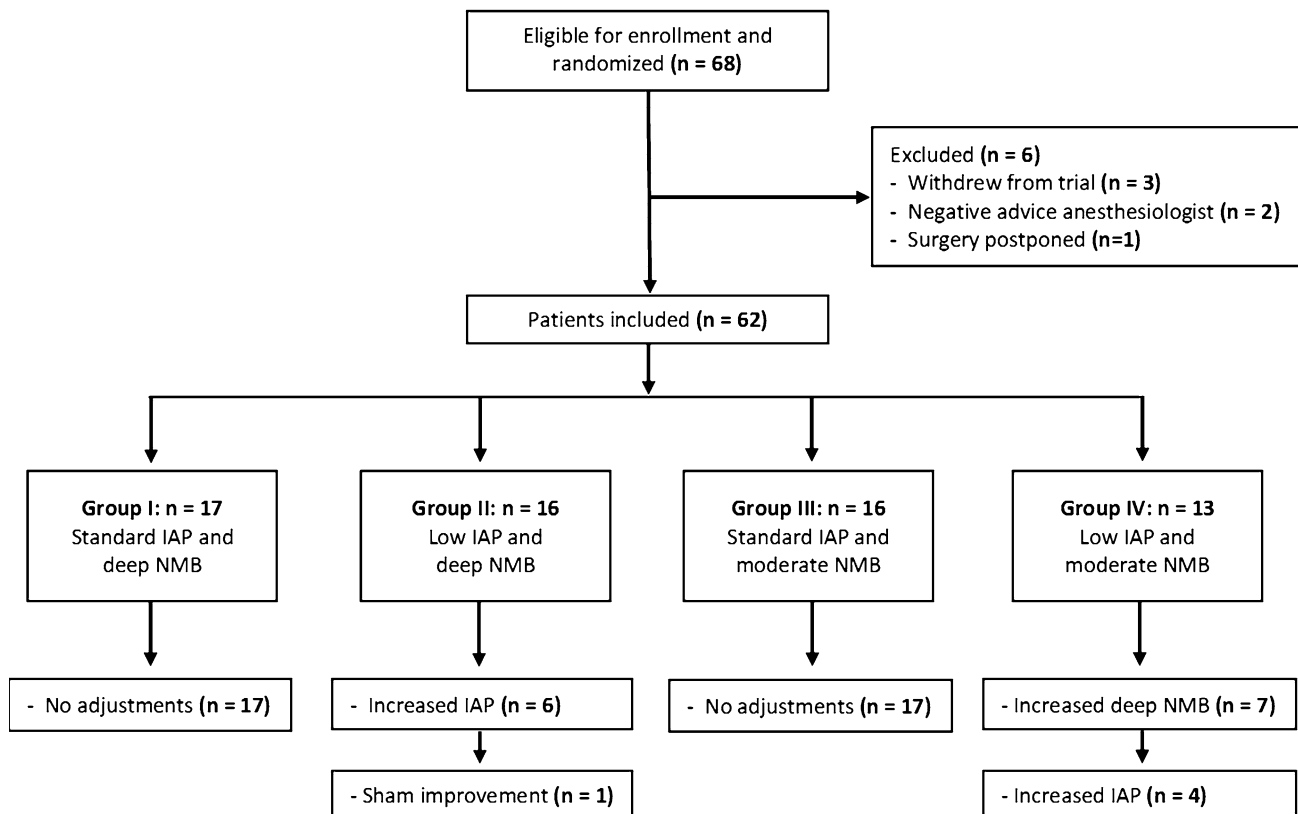 Eligible for enrollment and
randomized (n = 68)
Excluded (n = 6)
- Withdrew from trial (n = 3)
- Negative advice anesthesiologist (n = 2)
- Surgery postponed (n=1)
Patients included (n = 62)
Group I: n = 17
Standard IAP and
deep NMB
Group II: n = 16
Low IAP and
deep NMB
Group III: n = 16
Standard IAP and
moderate NMB
Group IV: n = 13
Low IAP and
moderate NMB
- No adjustments (n = 17)
- Increased IAP (n = 6)
- No adjustments (n = 17)
- Increased deep NMB (n = 7)
- Sham improvement (n = 1)
- Increased IAP (n = 4)